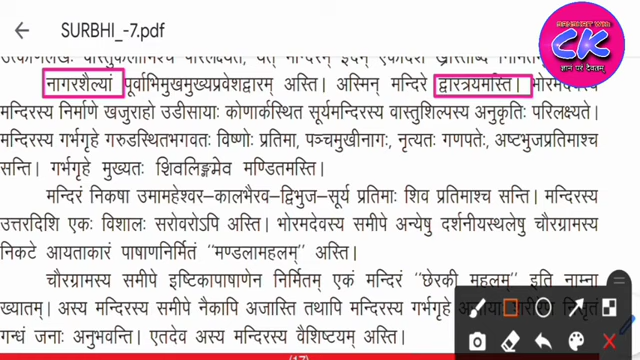 SURBHI_-7.pdf
SANSKRIT WITH
CK
ज्ञान परं दैवतम्
नागरशैल्यां पूर्वाभिमुखमुख्यप्रवेशद्वारम् अस्ति। अस्मिन् मन्दिरे द्वारत्रयमस्ति।
मन्दिरस्य निर्माणे खजुराहो उडीसायाः कोणार्कस्थित सूर्यमन्दिरस्य वास्तुशिल्पस्य अनुकृतिः परिलक्ष्यते।
मन्दिरस्य गर्भगृहे गरुडस्थितभगवतः विष्णोः प्रतिमा, पञ्चमुखीनागः, नृत्यतः गणपतेः, अष्टभुजप्रतिमाश्च
सन्ति। गर्भगृहे मुख्यतः शिवलिङ्गमेव मण्डितमस्ति।
मन्दिरं निकषा उमामहेश्वर–कालभैरव–द्विभुज–सूर्य प्रतिमाः शिव प्रतिमाश्च सन्ति। मन्दिरस्य
उत्तरदिशि एकः विशालः सरोवरोऽपि अस्ति। भोरमदेवस्य समीपे अन्येषु दर्शनीयस्थलेषु चौरग्रामस्य
निकटे आयताकारं पाषाणनिर्मितं "मण्डलामहलम्" अस्ति।
चौरग्रामस्य समीपे इष्टिकापाषाणेन निर्मितम् एकं मन्दिरं "छेरकी महलम्" इति नाम्ना
ख्यातम्। अस्य मन्दिरस्य समीपे नैकापि अजास्ति तथापि मन्दिरस्य गर्भगृहे
गन्धं जनाः अनुभवन्ति। एतदेव अस्य मन्दिरस्य वैशिष्टयम् अस्ति।
(17)